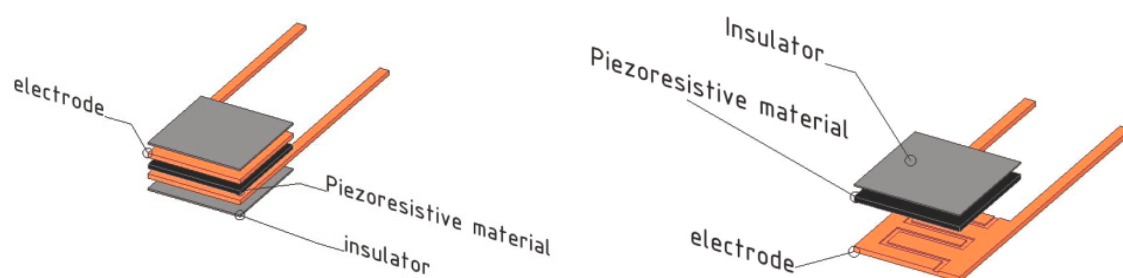 electrode
Piezoresistive material
insulator
Insulator
Piezoresistive material
electrode